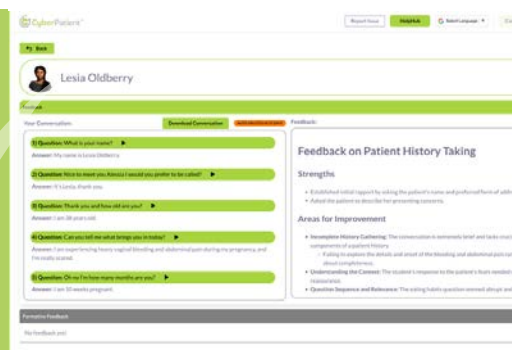 CyberPatient
Report Issue
HelpHub
Select Language
Back
Lesia Oldberry
Feedback
Your Conversation:
Download Conversation
Feedback:
1) Question: What is your name?
Answer: My name is Lesia Oldberry.
2) Question: Nice to meet you Alessia I would you prefer to be called?
Answer: It's Lesia, thank you.
3) Question: Thank you and how old are you?
Answer: I am 38 years old.
4) Question: Can you tell me what brings you in today?
Answer: I am experiencing heavy vaginal bleeding and abdominal pain during my pregnancy, and
I'm really scared.
5) Question: Oh my I'm how many months are you?
Answer: I am 10 weeks pregnant.
Feedback on Patient History Taking
Strengths
Established initial rapport by asking the patient's name and preferred form of
Asked the patient to describe her presenting concerns.
Areas for Improvement
Incomplete History Gathering: The conversation is extremely brief and lacks
components of a patient history.
Failing to explore the details and onset of the bleeding and abdominal pain
about completeness.
Understanding the Context: The student's response to the patient's fears needed
reassurance.
Question Sequence and Relevance: The eating habits question seemed abrupt and
Formative Feedback
No feedback yet!